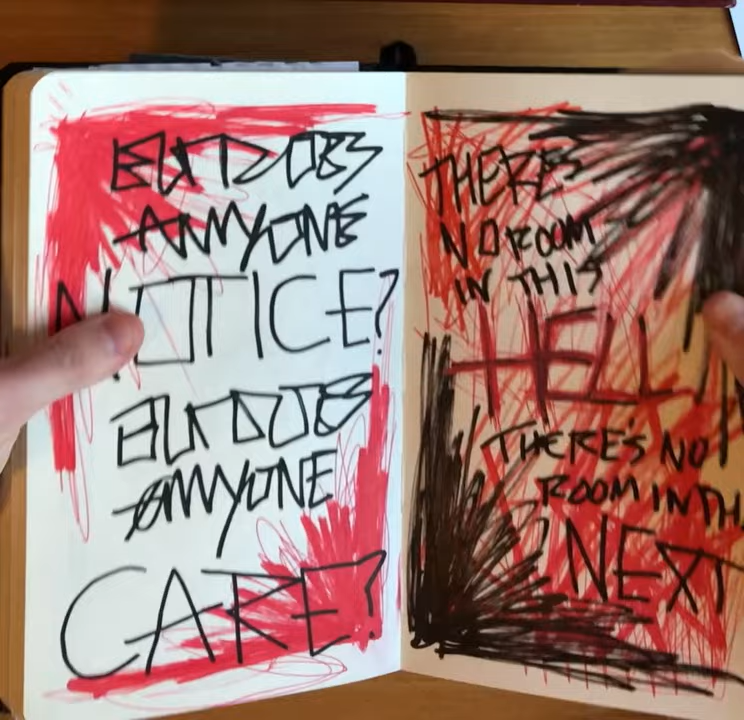 BUT DOES
ANYONE
NOTICE?
BUT DOES
ANYONE
CARE?
THERE'S
NO ROOM
IN THIS
HELL
THERE'S NO
ROOM IN TH
NEXT